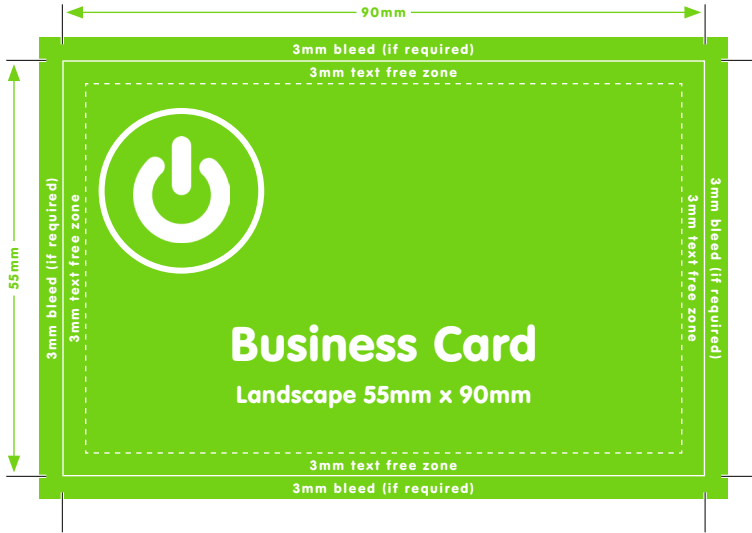 90mm
3mm bleed (if required)
3mm text free zone
55mm
3mm bleed (if required)
3mm text free zone
3mm text free zone
3mm bleed (if required)
Business Card
Landscape 55mm x 90mm
3mm text free zone
3mm bleed (if required)